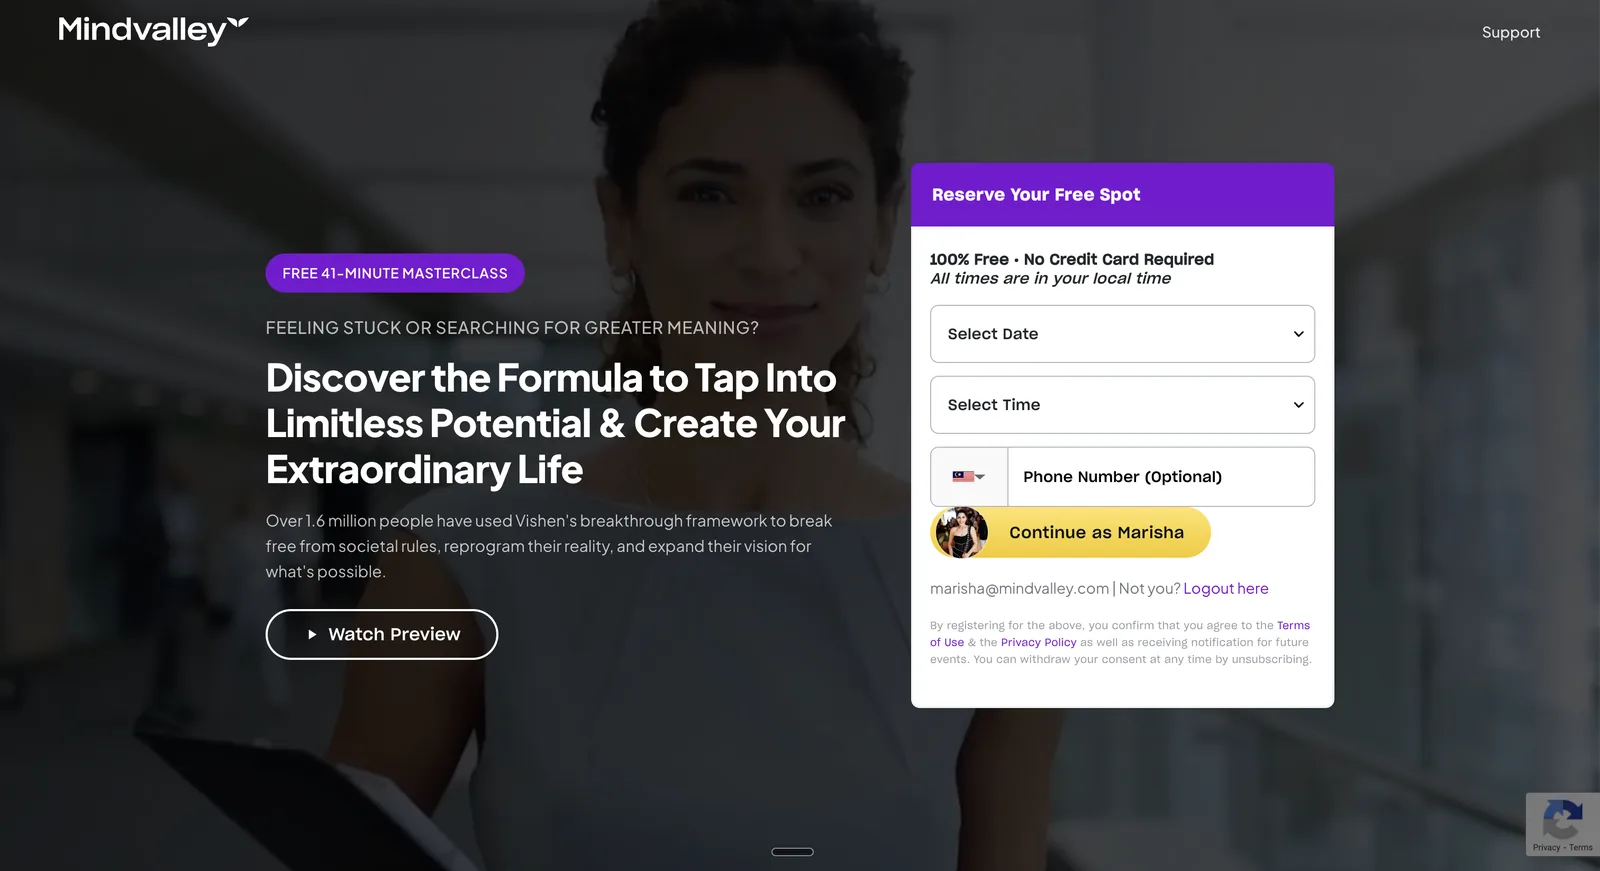 Mindvalley
Support
FREE 41-MINUTE MASTERCLASS
FEELING STUCK OR SEARCHING FOR GREATER MEANING?
Discover the Formula to Tap Into
Limitless Potential & Create Your
Extraordinary Life
Over 1.6 million people have used Vishen's breakthrough framework to break
free from societal rules, reprogram their reality, and expand their vision for
what's possible.
Watch Preview
Reserve Your Free Spot
100% Free • No Credit Card Required
All times are in your local time
Select Date
Select Time
Phone Number (Optional)
Continue as Marisha
marisha@mindvalley.com | Not you? Logout here
By registering for the above, you confirm that you agree to the Terms
of Use & the Privacy Policy as well as receiving notification for future
events. You can withdraw your consent at any time by unsubscribing.
Privacy - Terms